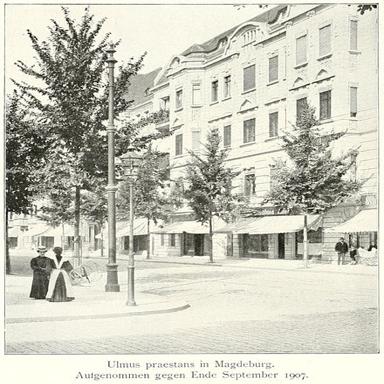 Ulmus praestans in Magdeburg.
Aufgenommen gegen Ende September 1907.